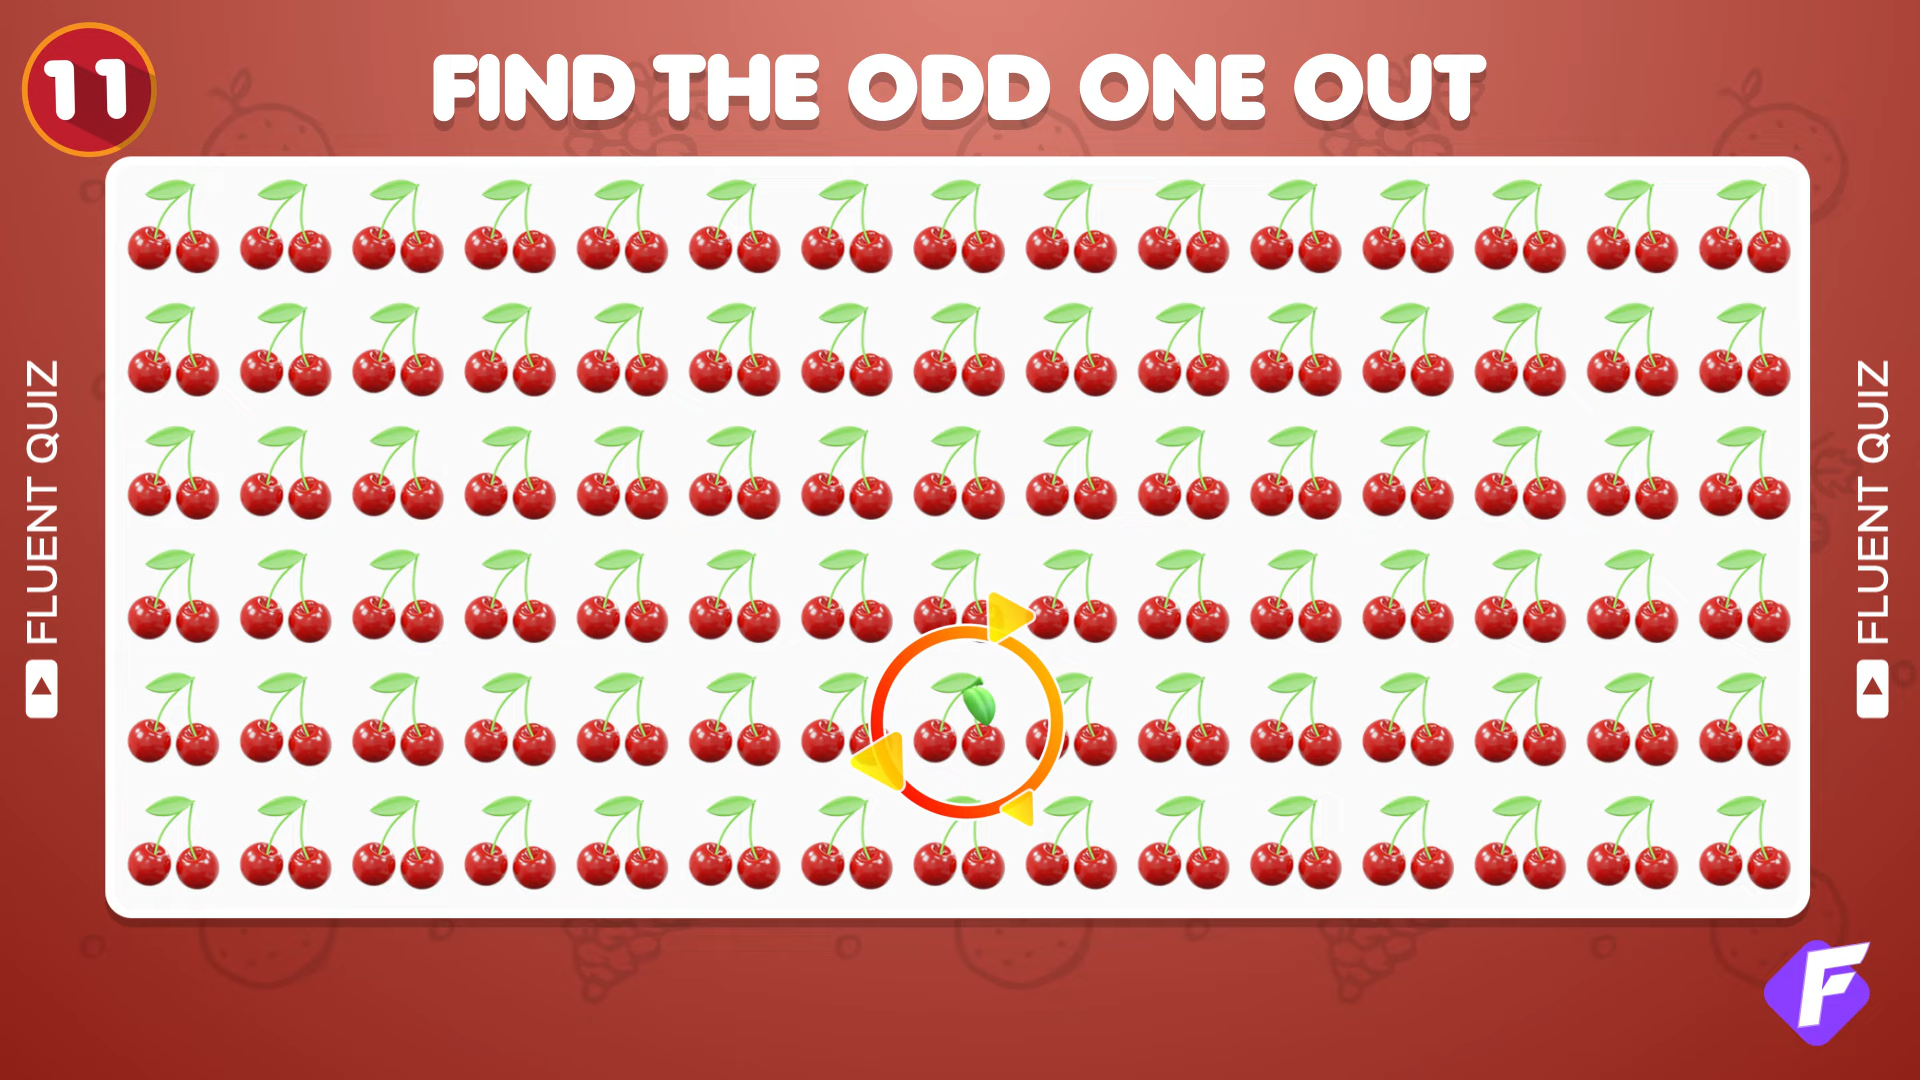 11
FIND THE ODD ONE OUT
FLUENT QUIZ
FLUENT QUIZ
F